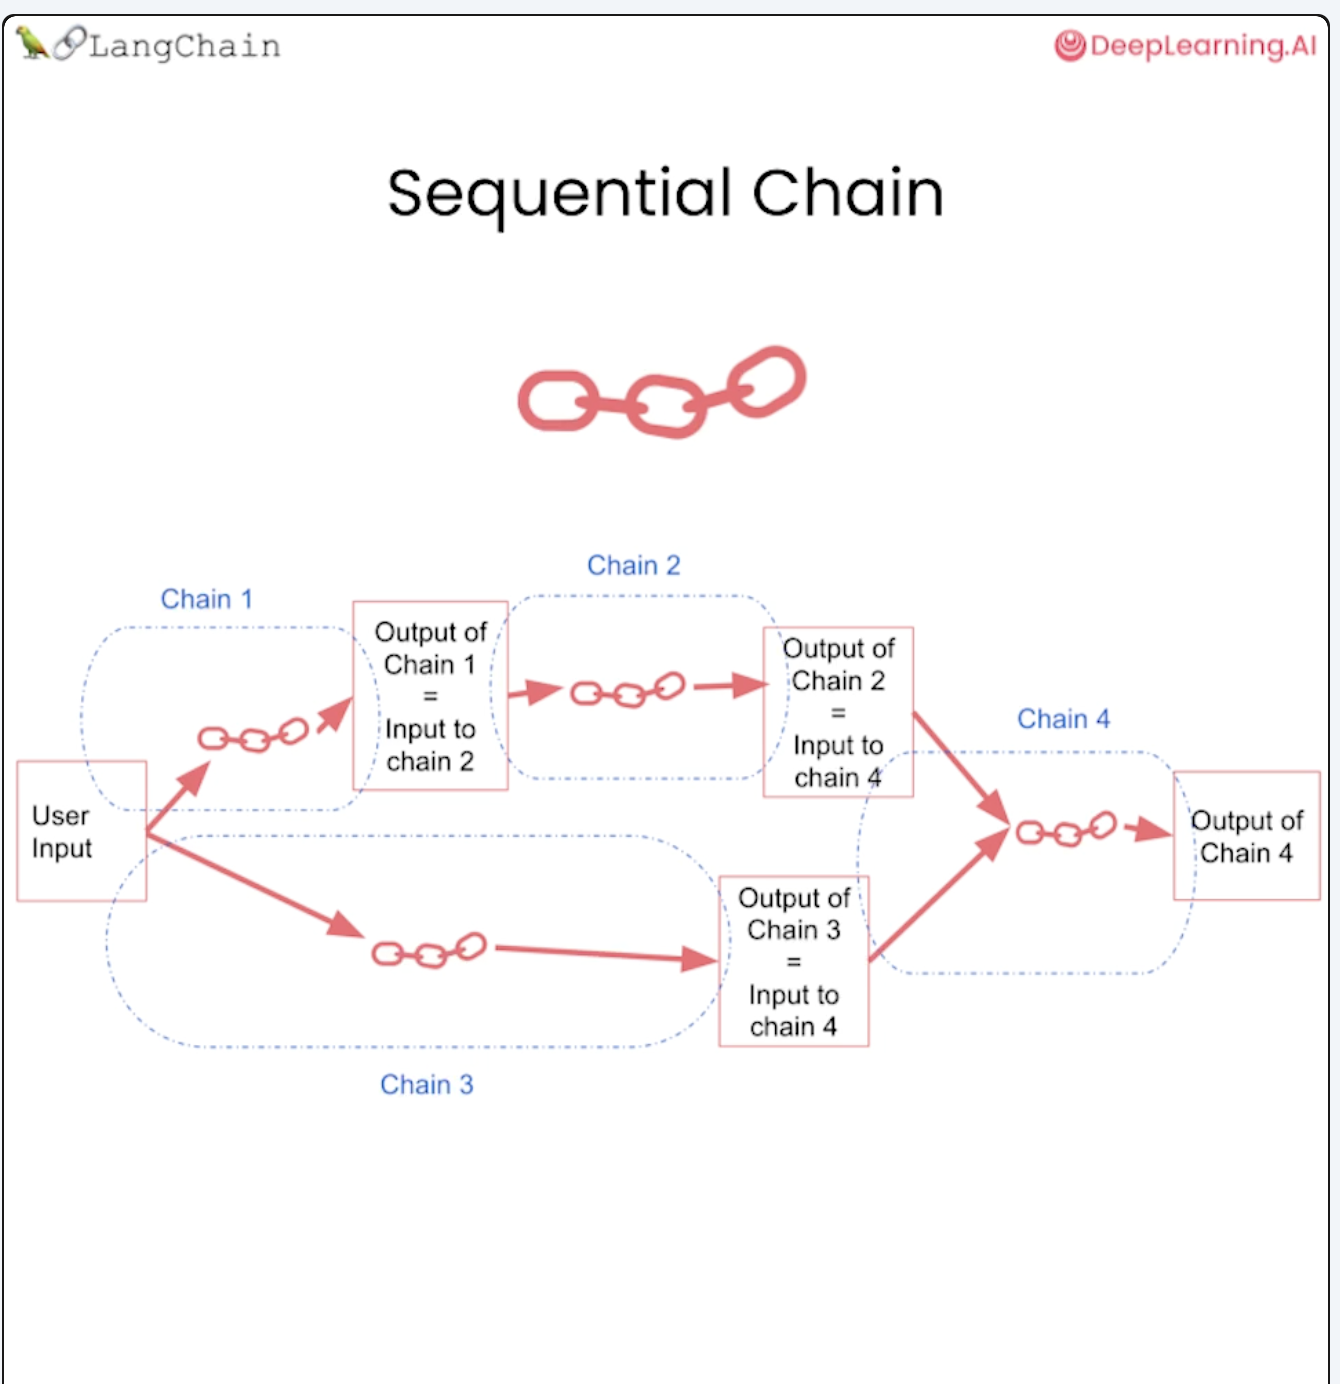 LangChain
DeepLearning.AI
Sequential Chain
Chain 1
Chain 2
Chain 4
Chain 3
User
Input
Output of
Chain 1
=
Input to
chain 2
Output of
Chain 2
=
Input to
chain 4
Output of
Chain 3
=
Input to
chain 4
Output of
Chain 4